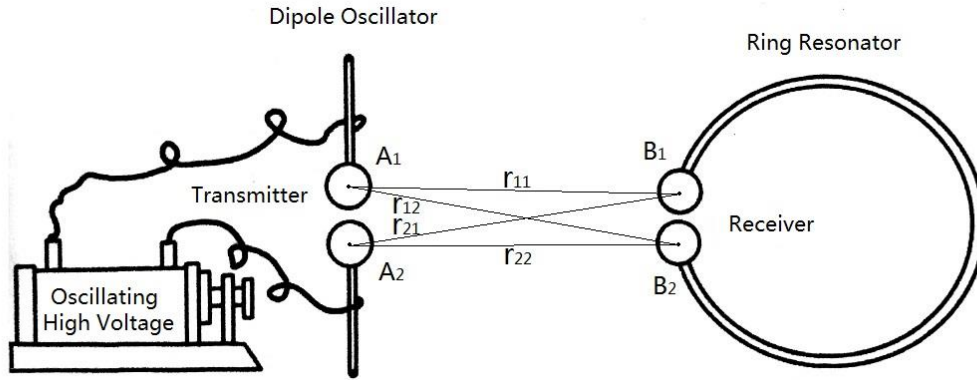 Dipole Oscillator
Ring Resonator
A1
B1
r11
Transmitter
r12
r21
Receiver
r22
A2
B2
Oscillating
High Voltage